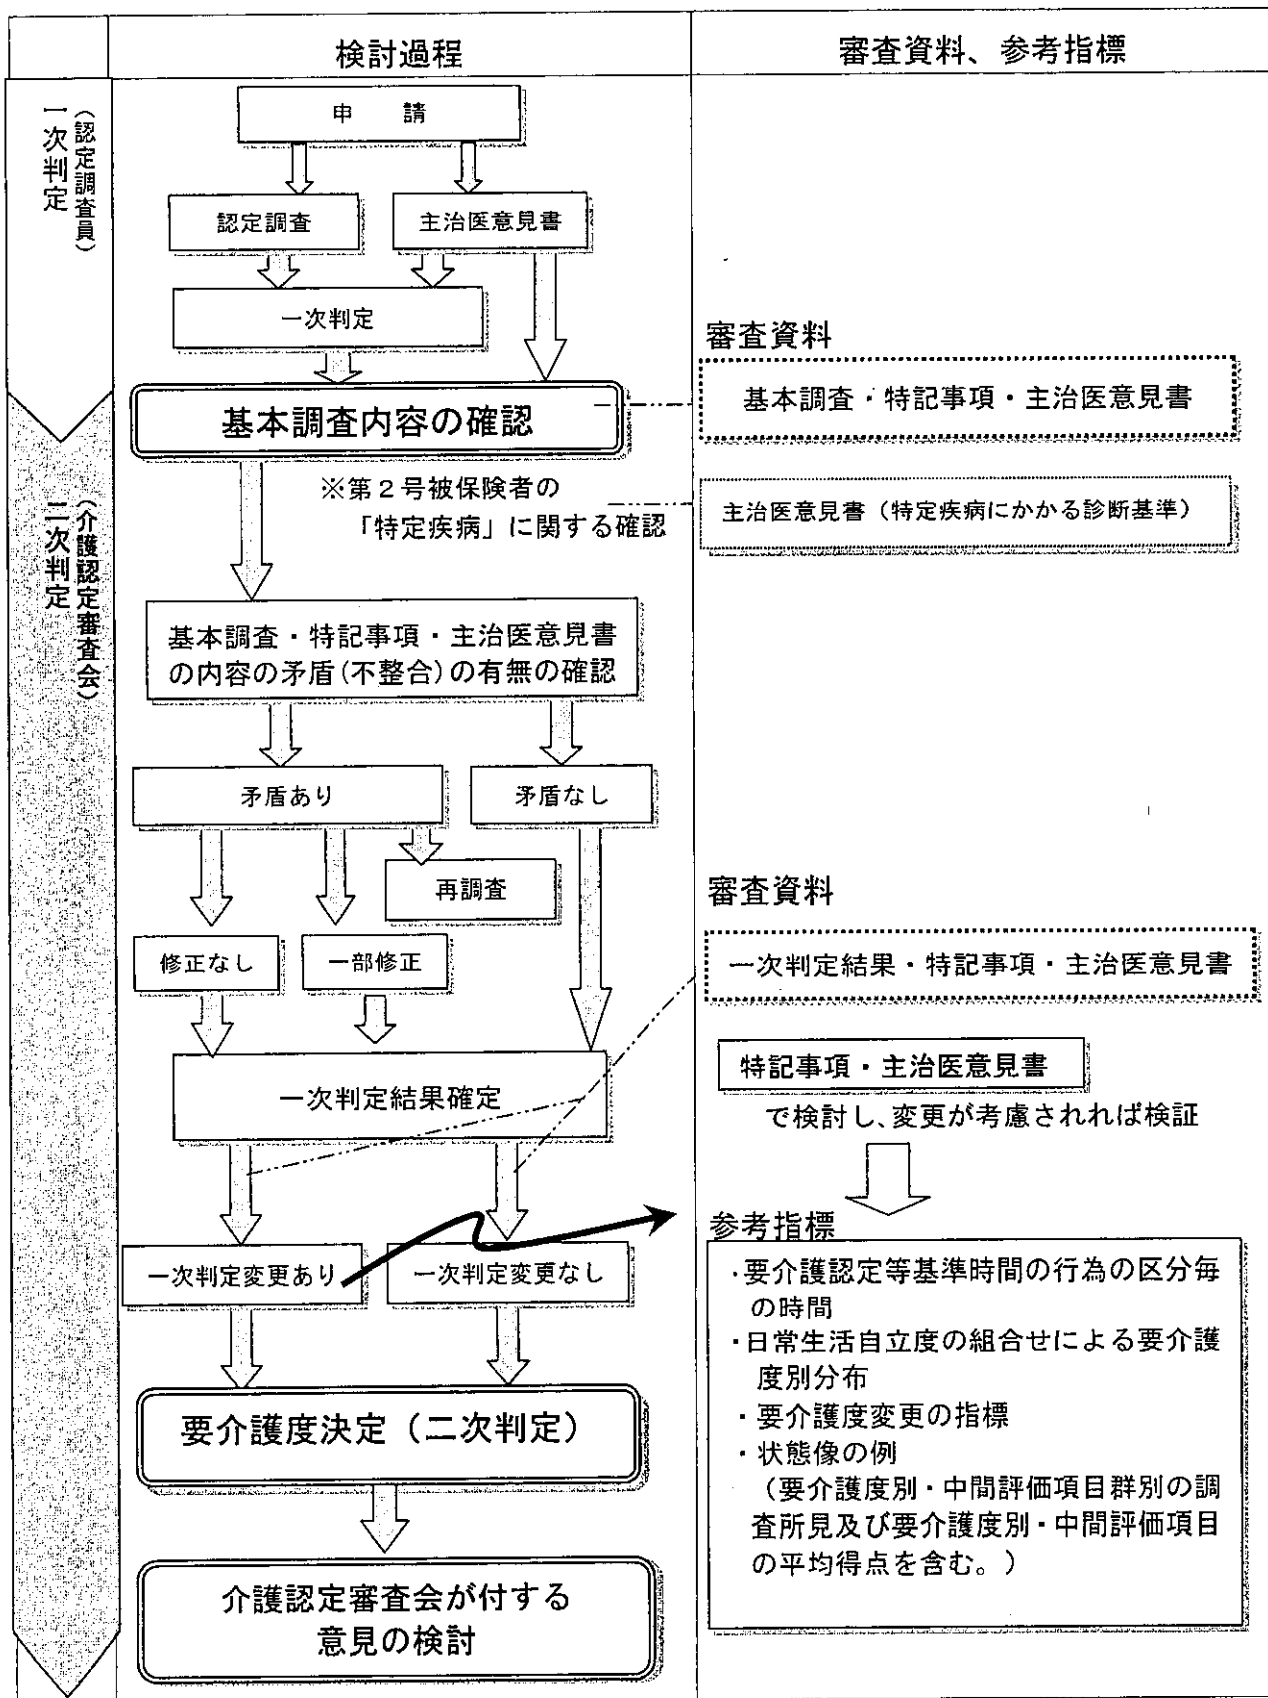 検討過程
審査資料、参考指標
一次判定
（認定調査員）
申　請
認定調査
主治医意見書
一次判定
審査資料
基本調査・特記事項・主治医意見書
基本調査内容の確認
※第２号被保険者の
「特定疾病」に関する確認
主治医意見書（特定疾病にかかる診断基準）
二次判定
（介護認定審査会）
基本調査・特記事項・主治医意見書
の内容の矛盾(不整合)の有無の確認
矛盾あり
矛盾なし
再調査
審査資料
修正なし
一部修正
一次判定結果・特記事項・主治医意見書
一次判定結果確定
特記事項・主治医意見書
で検討し、変更が考慮されれば検証
一次判定変更あり
一次判定変更なし
参考指標
・要介護認定等基準時間の行為の区分毎
の時間
・日常生活自立度の組合せによる要介護
度別分布
・要介護度変更の指標
・状態像の例
（要介護度別・中間評価項目群別の調
査所見及び要介護度別・中間評価項目
の平均得点を含む。）
要介護度決定（二次判定）
介護認定審査会が付する
意見の検討